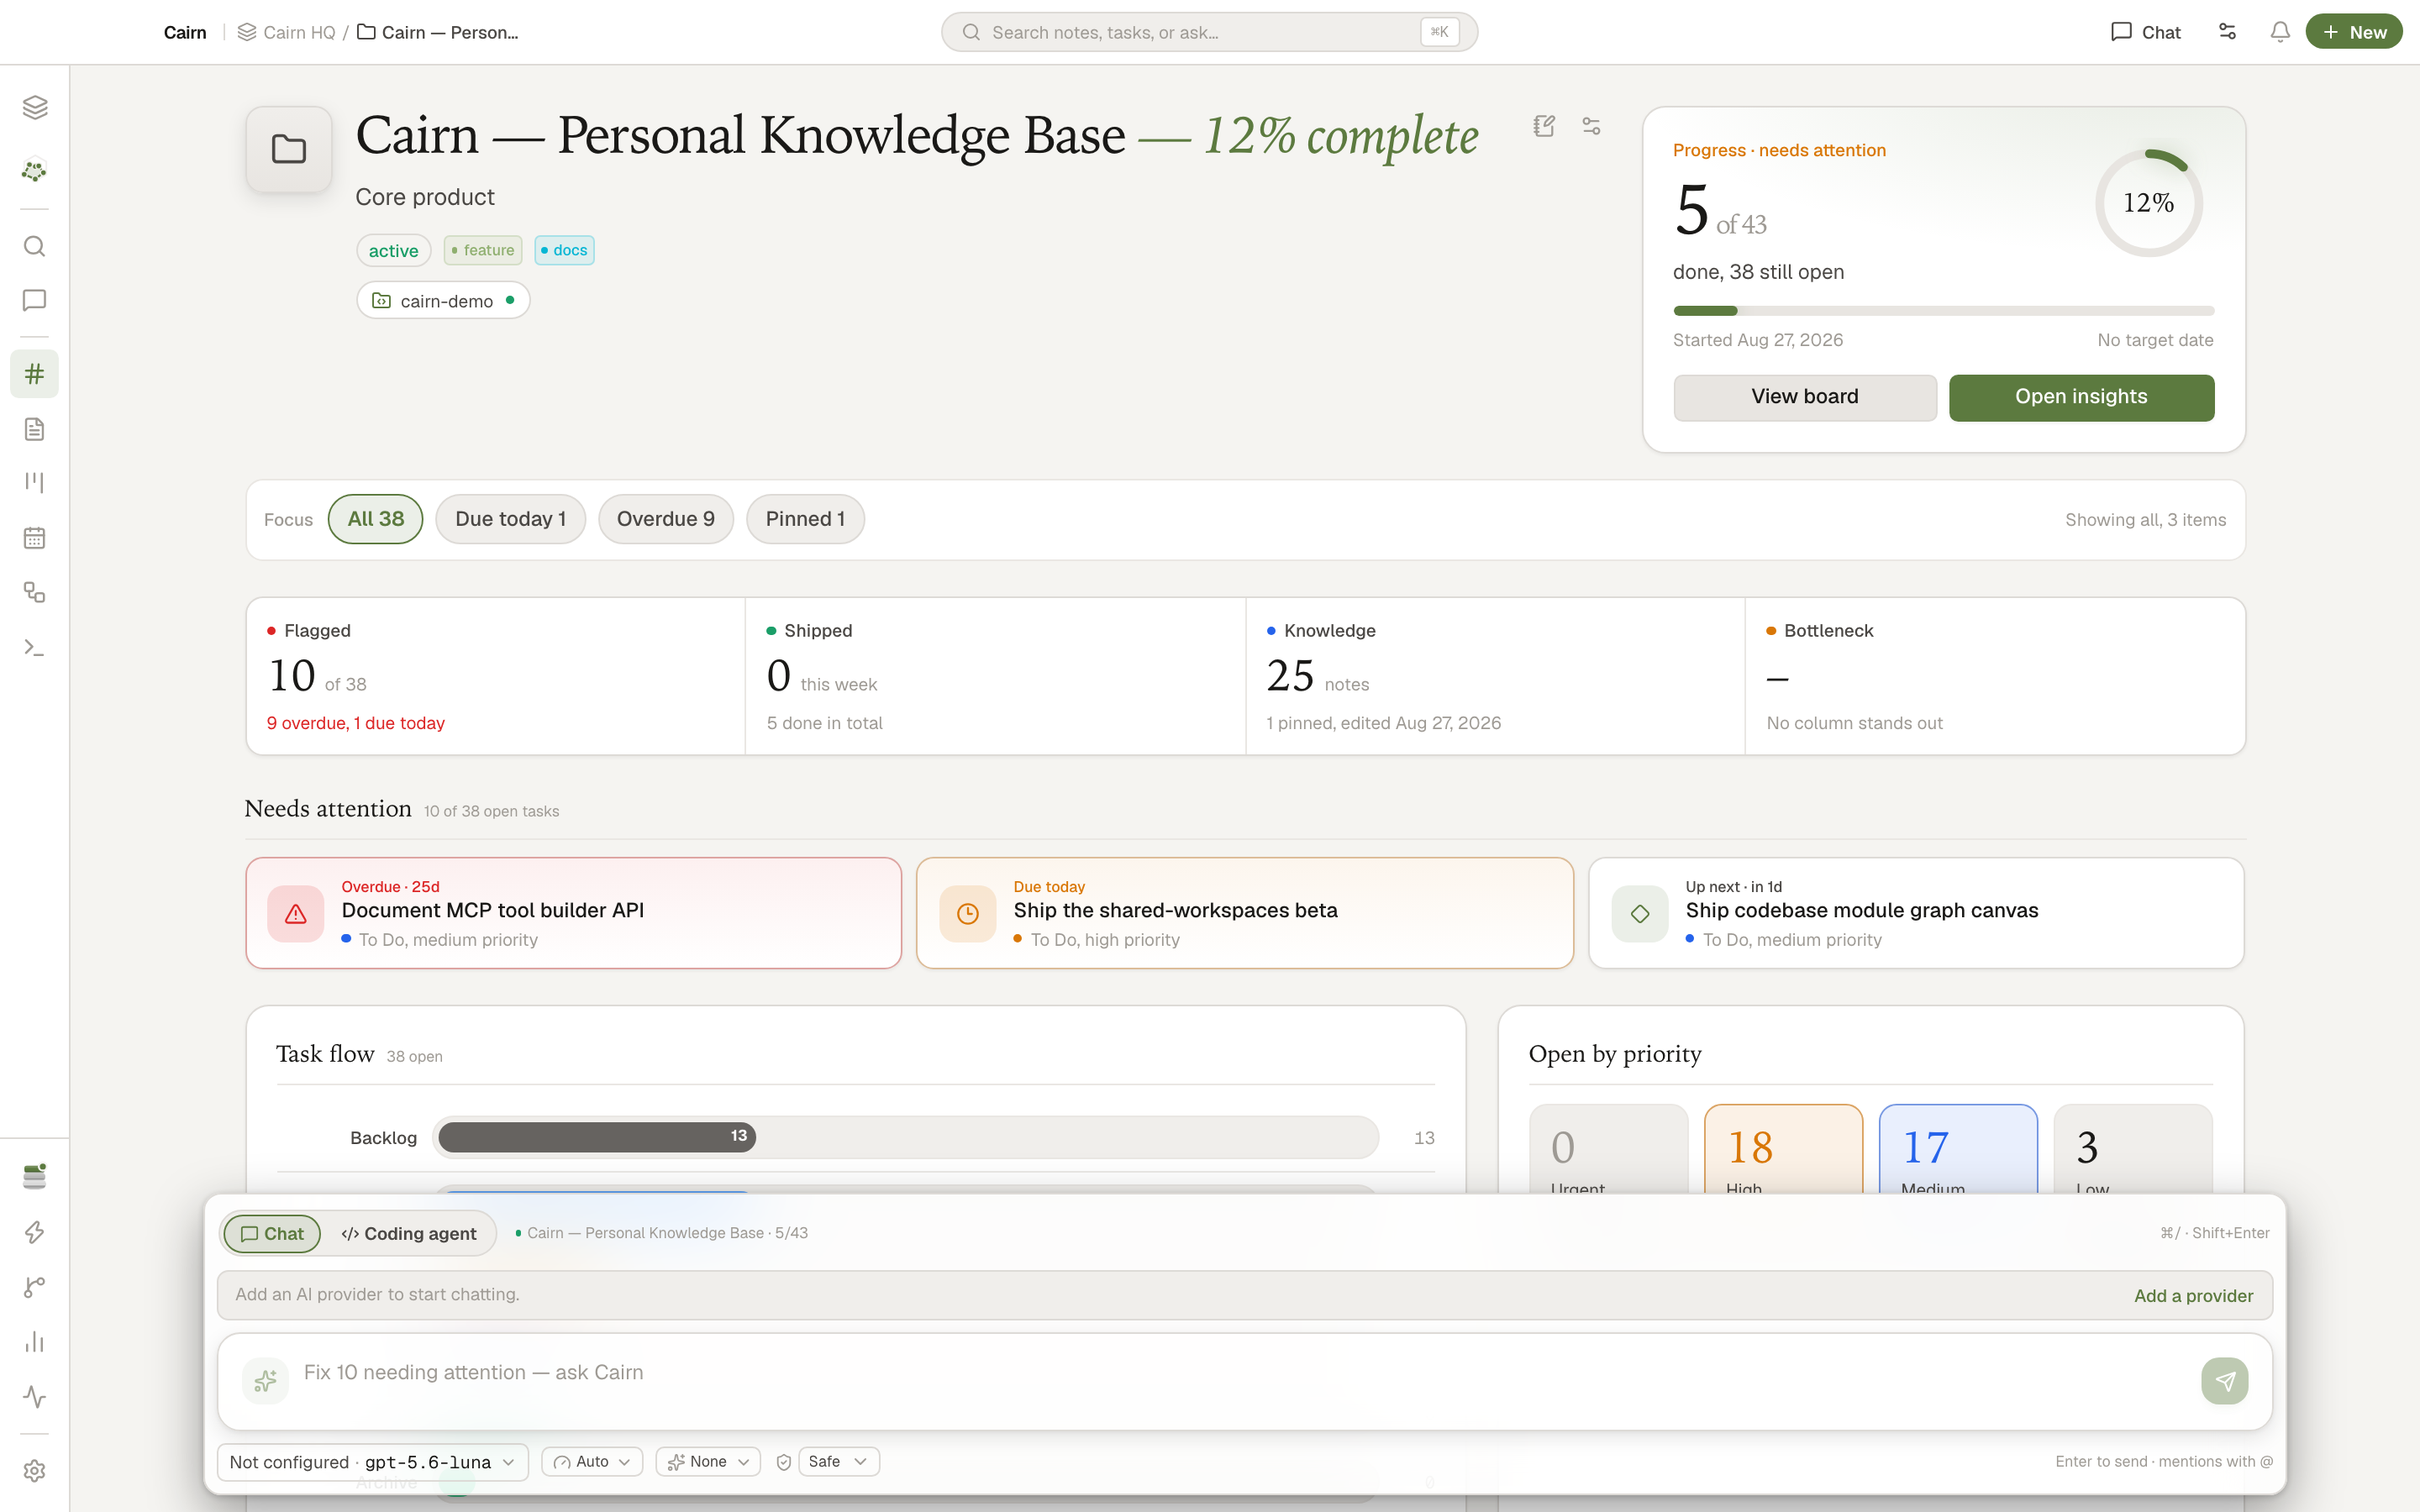 Cairn
Cairn HQ / Cairn — Person...
Search notes, tasks, or ask...
⌘K
Chat
New
Cairn — Personal Knowledge Base — 12% complete
Core product
active
feature
docs
cairn-demo
Progress · needs attention
5 of 43
12%
done, 38 still open
Started Aug 27, 2026
No target date
View board
Open insights
Focus
All 38
Due today 1
Overdue 9
Pinned 1
Showing all, 3 items
Flagged
10 of 38
9 overdue, 1 due today
Shipped
0 this week
5 done in total
Knowledge
25 notes
1 pinned, edited Aug 27, 2026
Bottleneck
—
No column stands out
Needs attention 10 of 38 open tasks
Overdue · 25d
Document MCP tool builder API
To Do, medium priority
Due today
Ship the shared-workspaces beta
To Do, high priority
Up next · in 1d
Ship codebase module graph canvas
To Do, medium priority
Task flow 38 open
Backlog
13
13
Open by priority
0
Urgent
18
High
17
Medium
3
Low
Chat
Coding agent
Cairn — Personal Knowledge Base · 5/43
⌘/ · Shift+Enter
Add an AI provider to start chatting.
Add a provider
Fix 10 needing attention — ask Cairn
Not configured · gpt-5.6-luna
Auto
None
Safe
Enter to send · mentions with @
Archive
0